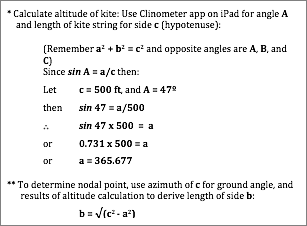 * Calculate altitude of kite: Use Clinometer app on iPad for angle A
and length of kite string for side c (hypotenuse):
(Remember a² + b² = c² and opposite angles are A, B, and
C)
Since sin A = a/c then:
Let c = 500 ft, and A = 47º
then sin 47 = a/500
∴ sin 47 x 500 = a
or 0.731 x 500 = a
or a = 365.677
** To determine nodal point, use azimuth of c for ground angle, and
results of altitude calculation to derive length of side b:
b = √(c² - a²)